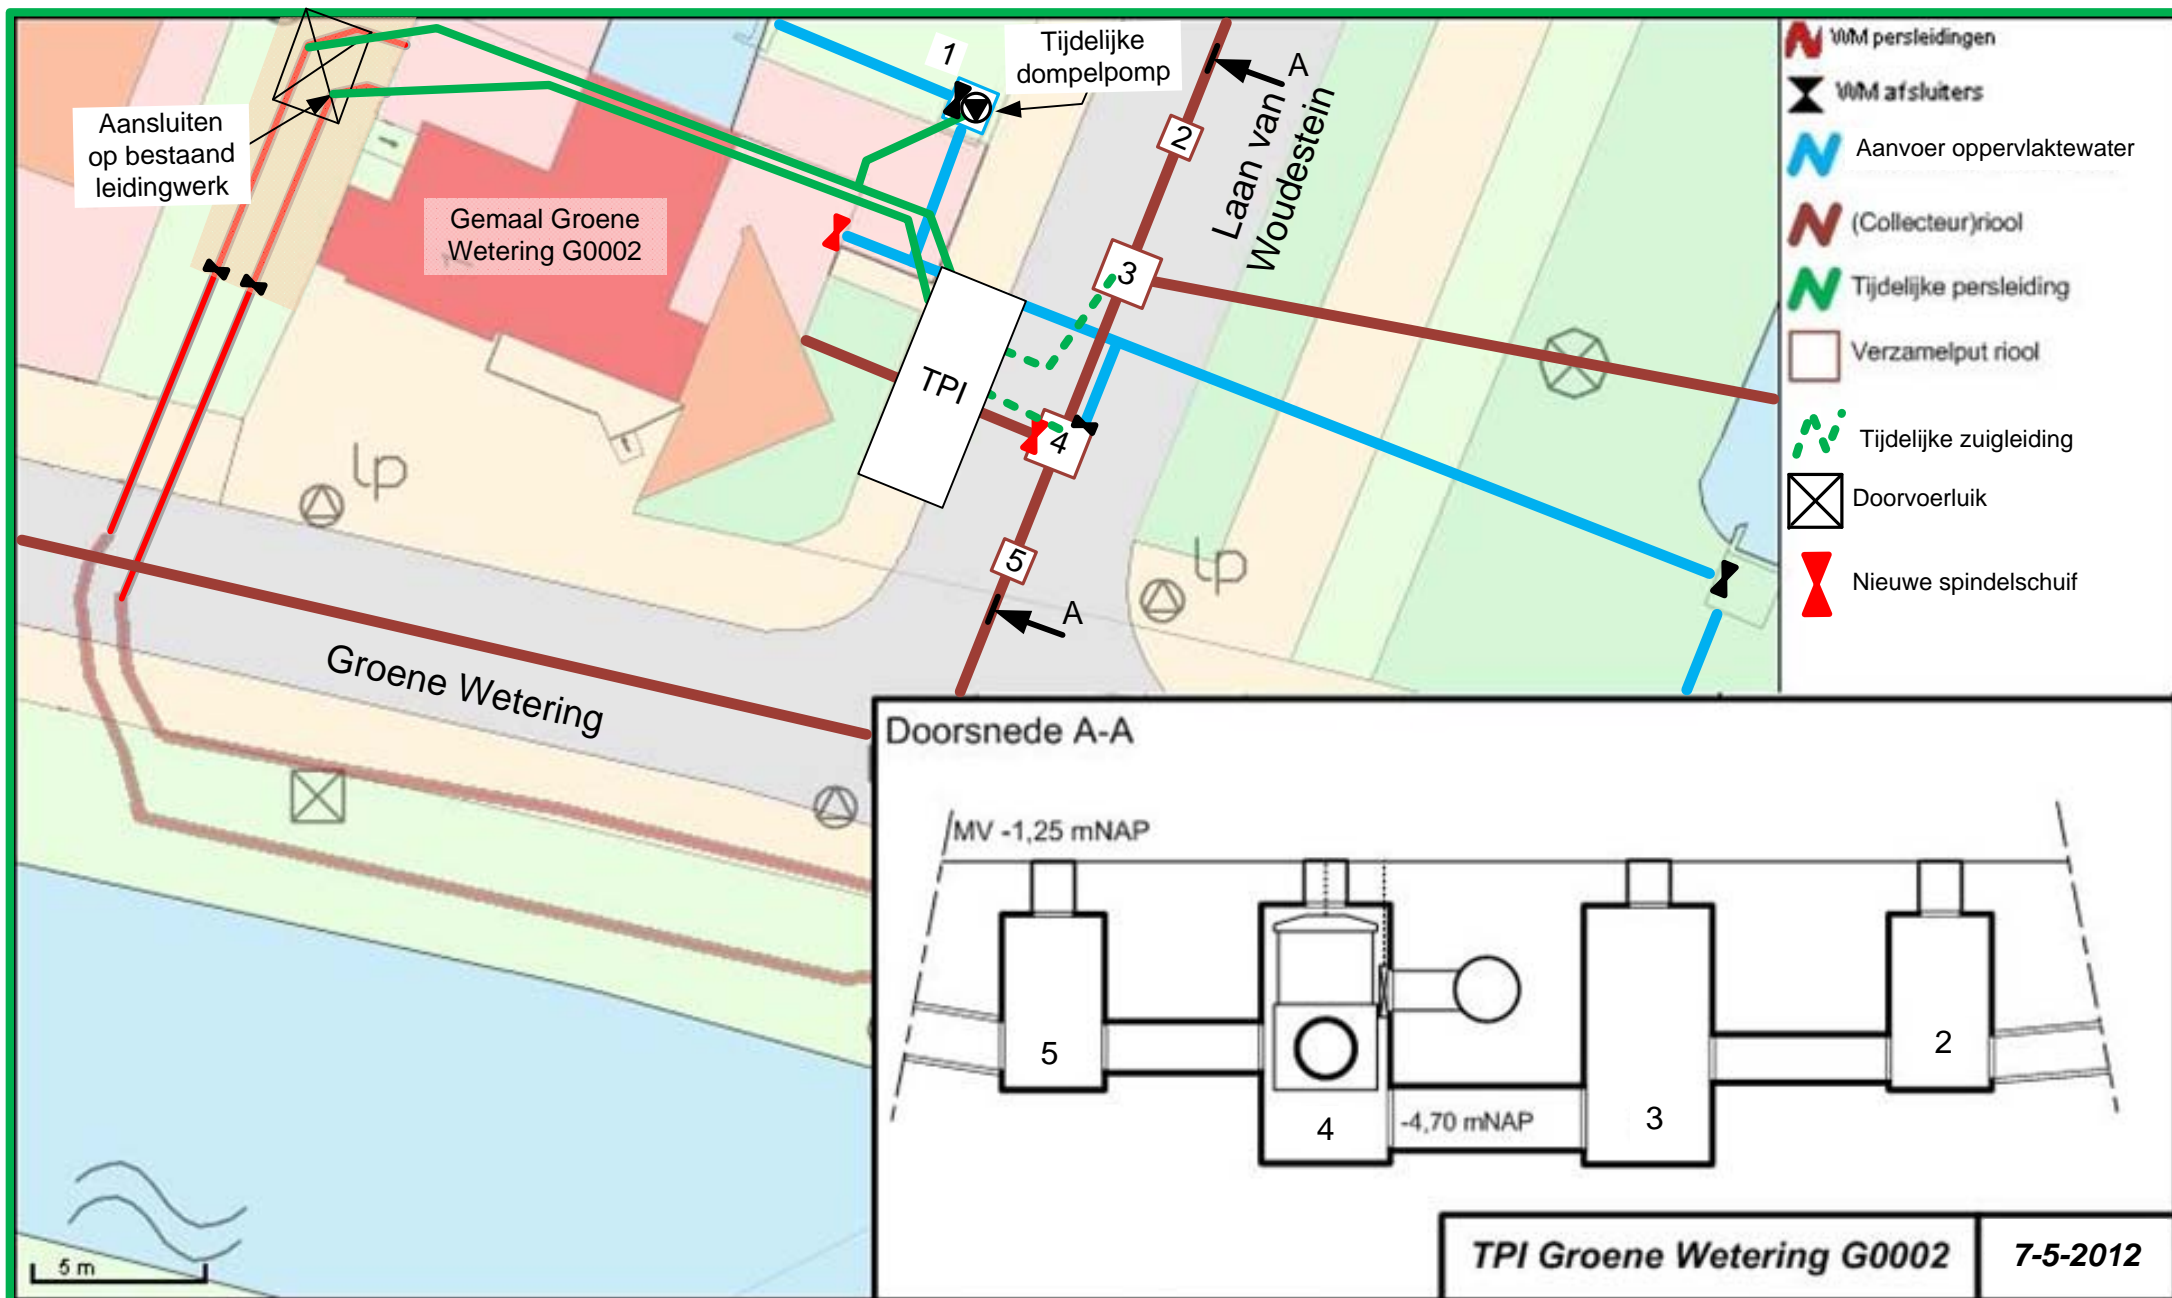 1
Tijdelijke
dompelpomp
A
2
Laan van
Woudestein
Aansluiten
op bestaand
leidingwerk
Gemaal Groene
Wetering G0002
3
TPI
4
lp
5
lp
A
Groene Wetering
5 m
WM persleidingen
WM afsluiters
Aanvoer oppervlaktewater
(Collecteur)riool
Tijdelijke persleiding
Verzamelput riool
Tijdelijke zuigleiding
Doorvoerluik
Nieuwe spindelschuif
Doorsnede A-A
MV -1,25 mNAP
5
4
-4,70 mNAP
3
2
TPI Groene Wetering G0002
7-5-2012